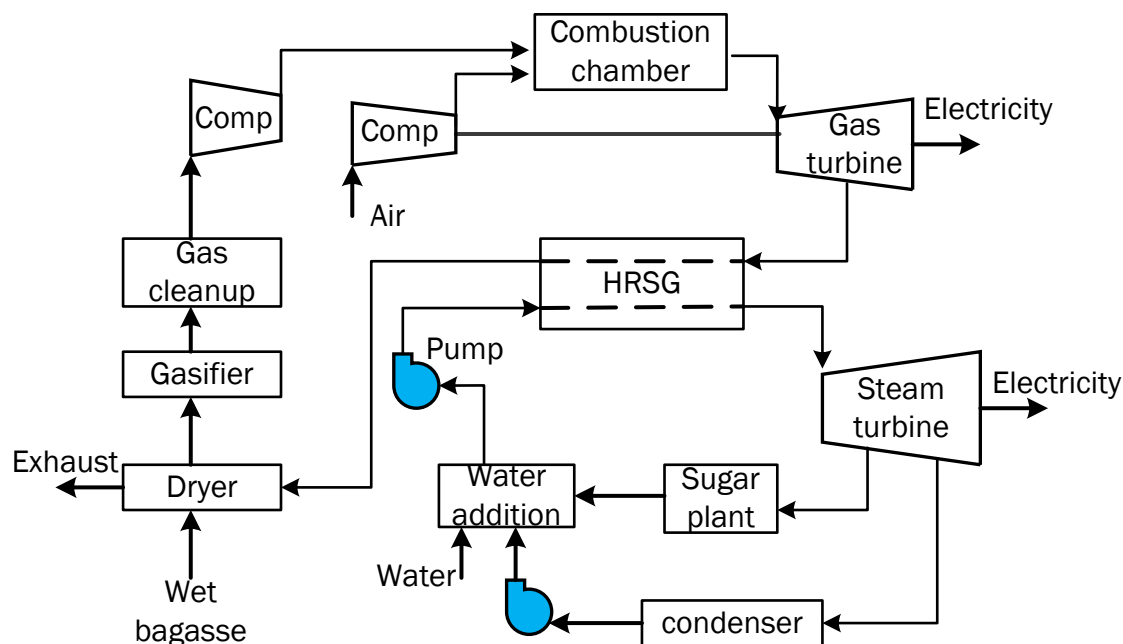 Combustion
chamber
Comp
Comp
Gas
turbine
Electricity
Air
Gas
cleanup
HRSG
Pump
Gasifier
Steam
turbine
Electricity
Exhaust
Dryer
Water
addition
Sugar
plant
Water
Wet
bagasse
condenser